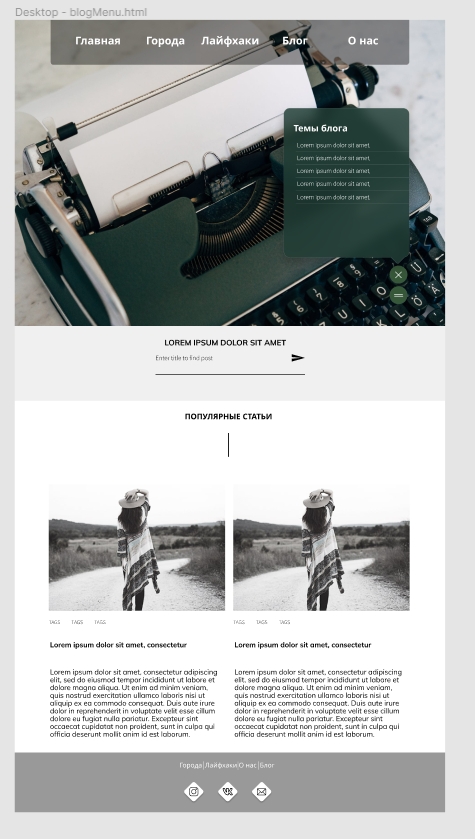 Desktop - blogMenu.html
Главная Города Лайфхаки Блог О нас
Темы блога
Lorem ipsum dolor sit amet,
Lorem ipsum dolor sit amet,
Lorem ipsum dolor sit amet,
Lorem ipsum dolor sit amet,
Lorem ipsum dolor sit amet,
LOREM IPSUM DOLOR SIT AMET
Enter title to find post
ПОПУЛЯРНЫЕ СТАТЬИ
TAGS TAGS TAGS
Lorem ipsum dolor sit amet, consectetur
Lorem ipsum dolor sit amet, consectetur adipiscing
elit, sed do eiusmod tempor incididunt ut labore et
dolore magna aliqua. Ut enim ad minim veniam,
quis nostrud exercitation ullamco laboris nisi ut
aliquip ex ea commodo consequat. Duis aute irure
dolor in reprehenderit in voluptate velit esse cillum
dolore eu fugiat nulla pariatur. Excepteur sint
occaecat cupidatat non proident, sunt in culpa qui
officia deserunt mollit anim id est laborum.
TAGS TAGS TAGS
Lorem ipsum dolor sit amet, consectetur
Lorem ipsum dolor sit amet, consectetur adipiscing
elit, sed do eiusmod tempor incididunt ut labore et
dolore magna aliqua. Ut enim ad minim veniam,
quis nostrud exercitation ullamco laboris nisi ut
aliquip ex ea commodo consequat. Duis aute irure
dolor in reprehenderit in voluptate velit esse cillum
dolore eu fugiat nulla pariatur. Excepteur sint
occaecat cupidatat non proident, sunt in culpa qui
officia deserunt mollit anim id est laborum.
Города|Лайфхаки|О нас|Блог